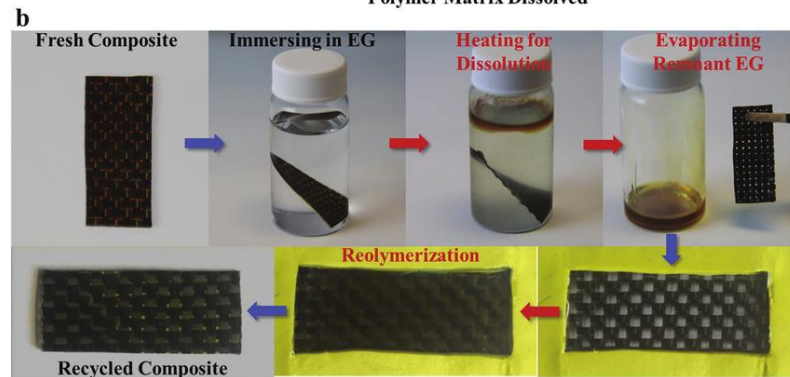 Polymer Matrix Dissolved
b
Fresh Composite
Immersing in EG
Heating for
Dissolution
Evaporating
Remnant EG
Reolymerization
Recycled Composite